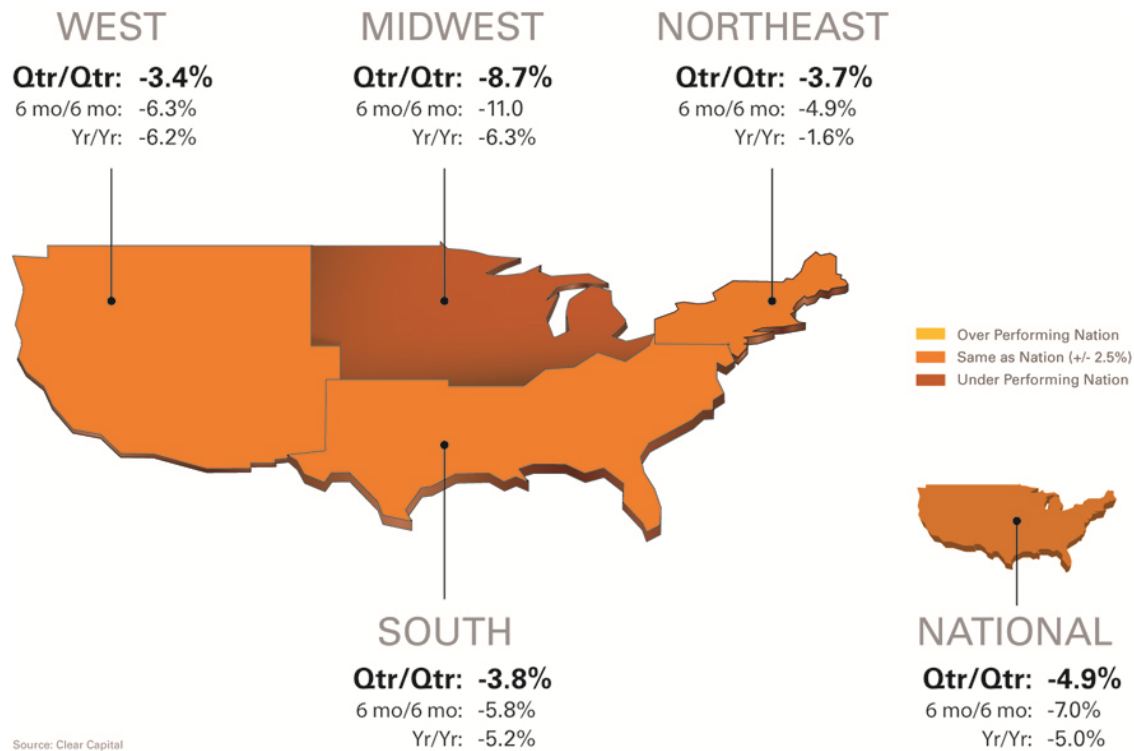 WEST
Qtr/Qtr: -3.4%
6 mo/6 mo: -6.3%
Yr/Yr: -6.2%
MIDWEST
Qtr/Qtr: -8.7%
6 mo/6 mo: -11.0
Yr/Yr: -6.3%
NORTHEAST
Qtr/Qtr: -3.7%
6 mo/6 mo: -4.9%
Yr/Yr: -1.6%
Over Performing Nation
Same as Nation (+/- 2.5%)
Under Performing Nation
SOUTH
Qtr/Qtr: -3.8%
6 mo/6 mo: -5.8%
Yr/Yr: -5.2%
NATIONAL
Qtr/Qtr: -4.9%
6 mo/6 mo: -7.0%
Yr/Yr: -5.0%
Source: Clear Capital